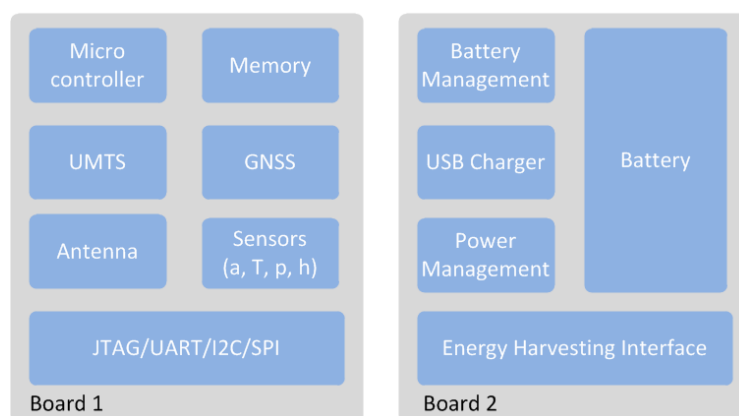 Micro
controller
Memory
UMTS
GNSS
Antenna
Sensors
(a, T, p, h)
JTAG/UART/I2C/SPI
Board 1
Battery
Management
Battery
USB Charger
Power
Management
Energy Harvesting Interface
Board 2